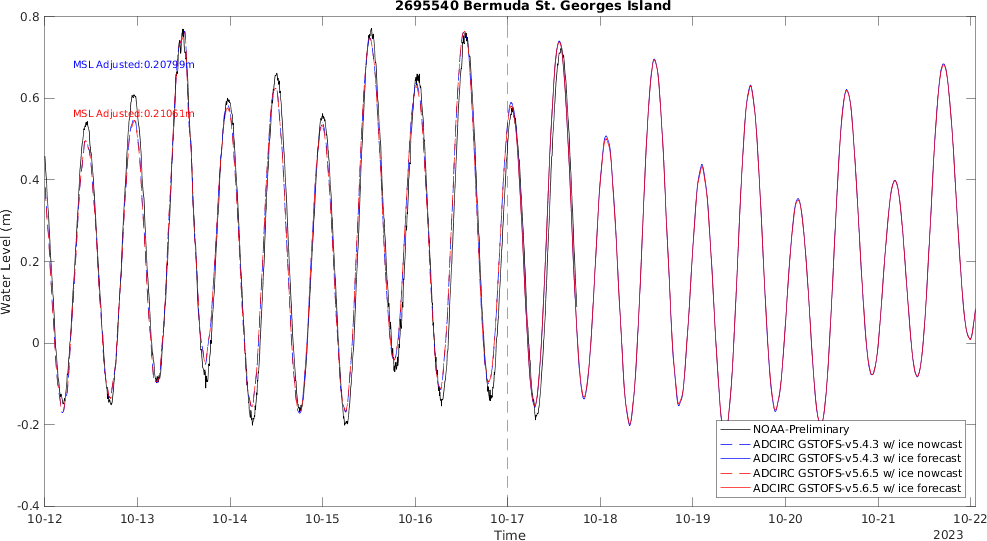 2695540 Bermuda St. Georges Island
0.8
MSL Adjusted:0.20799m
0.6
MSL Adjusted:0.21061m
0.4
0.2
0
-0.2
-0.4
Water Level (m)
NOAA-Preliminary
ADCIRC GSTOFS-v5.4.3 w/ ice nowcast
ADCIRC GSTOFS-v5.4.3 w/ ice forecast
ADCIRC GSTOFS-v5.6.5 w/ ice nowcast
ADCIRC GSTOFS-v5.6.5 w/ ice forecast
10-12 10-13 10-14 10-15 10-16 10-17 10-18 10-19 10-20 10-21 10-22
Time
2023